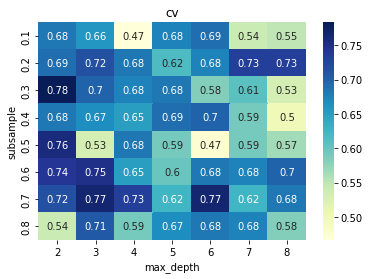 cv
0.1 0.68 0.66 0.47 0.68 0.69 0.54 0.55
0.2 0.69 0.72 0.68 0.62 0.68 0.73 0.73
0.3 0.78 0.7 0.68 0.68 0.58 0.61 0.53
0.4 0.68 0.67 0.65 0.69 0.7 0.59 0.5
0.5 0.76 0.53 0.68 0.59 0.47 0.59 0.57
0.6 0.74 0.75 0.65 0.6 0.68 0.68 0.7
0.7 0.72 0.77 0.73 0.62 0.77 0.62 0.68
0.8 0.54 0.71 0.59 0.67 0.68 0.68 0.58
2 3 4 5 6 7 8
max_depth
subsample
0.75
0.70
0.65
0.60
0.55
0.50